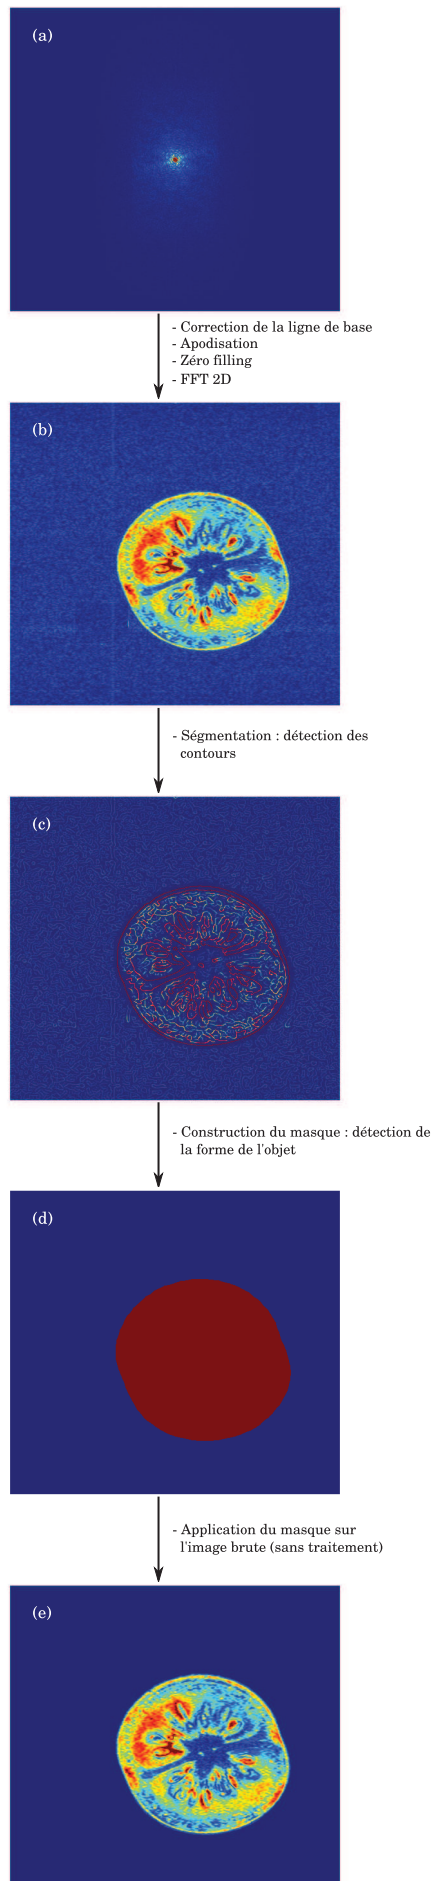 (a)
- Correction de la ligne de base
- Apodisation
- Zéro filling
- FFT 2D
(b)
- Ségmentation : détection des
contours
(c)
- Construction du masque : détection de
la forme de l'objet
(d)
- Application du masque sur
l'image brute (sans traitement)
(e)